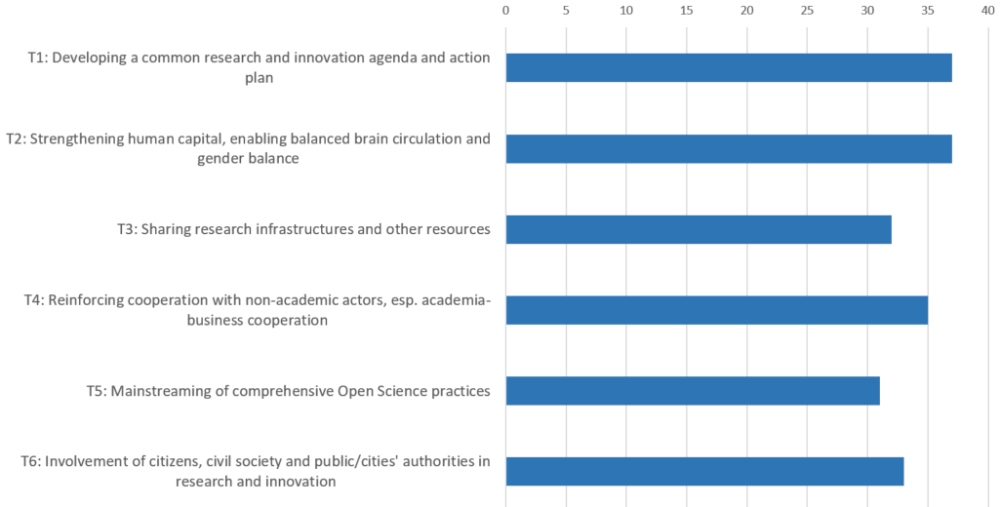 0 5 10 15 20 25 30 35 40
T1: Developing a common research and innovation agenda and action
plan
T2: Strengthening human capital, enabling balanced brain circulation and
gender balance
T3: Sharing research infrastructures and other resources
T4: Reinforcing cooperation with non-academic actors, esp. academia-
business cooperation
T5: Mainstreaming of comprehensive Open Science practices
T6: Involvement of citizens, civil society and public/cities' authorities in
research and innovation